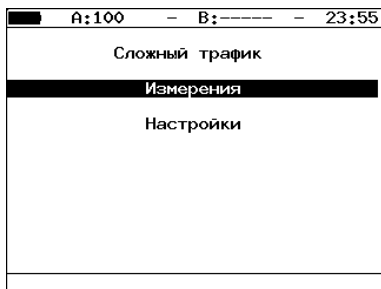 A:100 – B:----- – 23:55
Сложный трафик
Измерения
Настройки